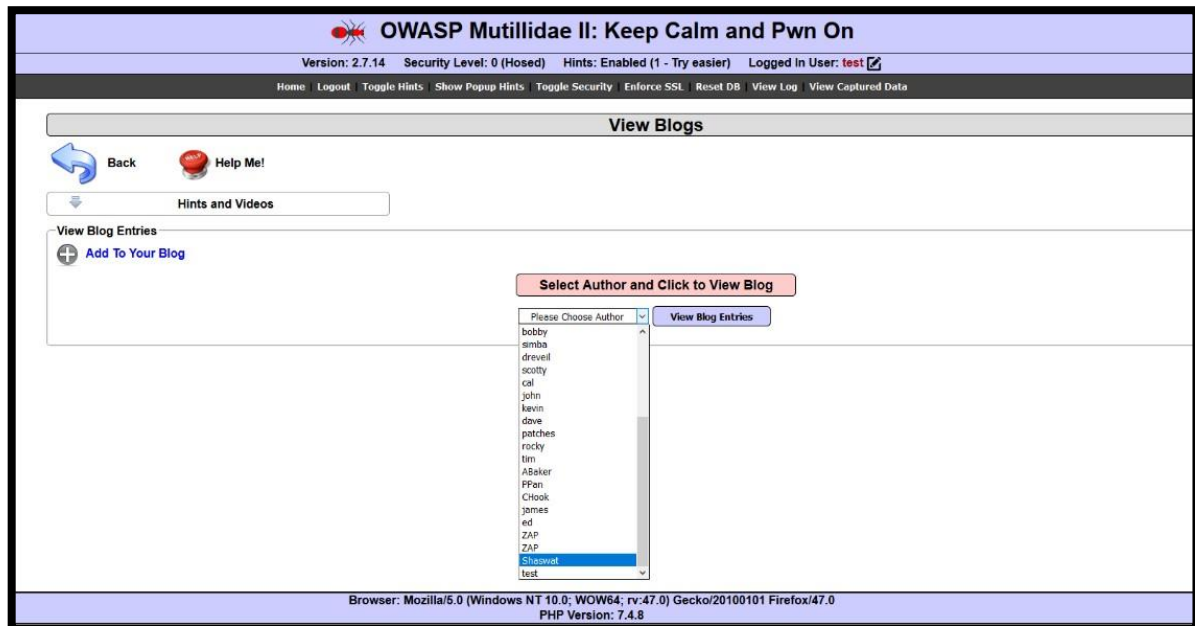 OWASP Mutillidae II: Keep Calm and Pwn On
Version: 2.7.14 Security Level: 0 (Hosed) Hints: Enabled (1 - Try easier) Logged In User: test
Home | Logout | Toggle Hints | Show Popup Hints | Toggle Security | Enforce SSL | Reset DB | View Log | View Captured Data
View Blogs
Back
Help Me!
Hints and Videos
View Blog Entries
Add To Your Blog
Select Author and Click to View Blog
Please Choose Author
View Blog Entries
bobby
simba
dreveil
scotty
cal
john
kevin
dave
patches
rocky
tim
ABaker
PPan
CHook
james
ed
ZAP
ZAP
Shaswat
test
Browser: Mozilla/5.0 (Windows NT 10.0; WOW64; rv:47.0) Gecko/20100101 Firefox/47.0
PHP Version: 7.4.8